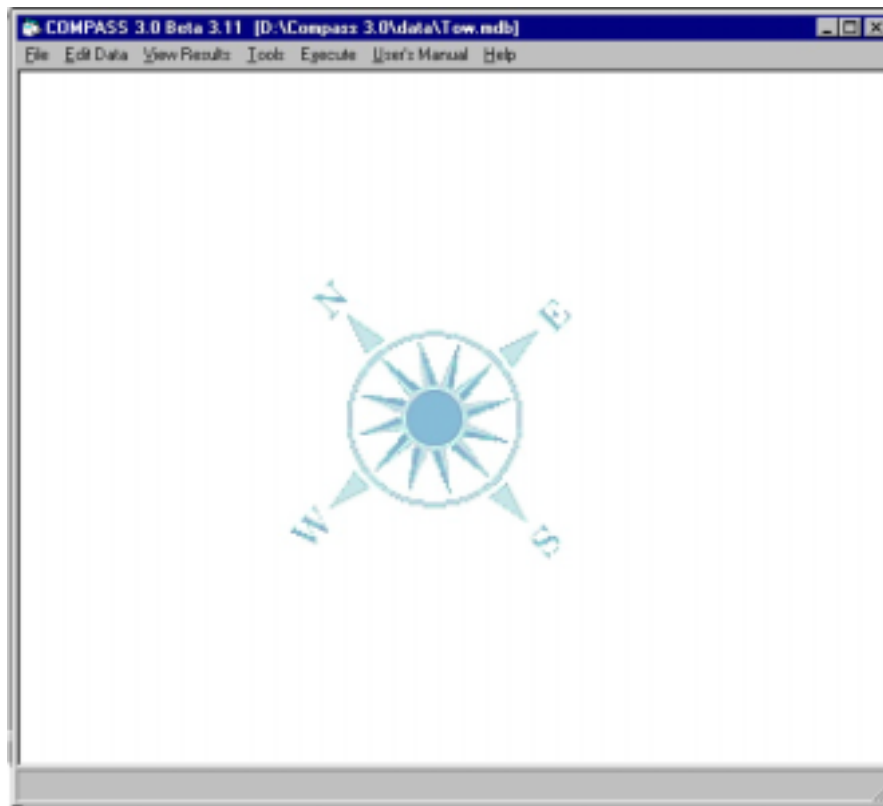 COMPASS 3.0 Beta 3.11 [D:\Compass 3.0\data\Tow.mdb]
File Edit Data View Results Tools Execute User's Manual Help
N
E
W
S